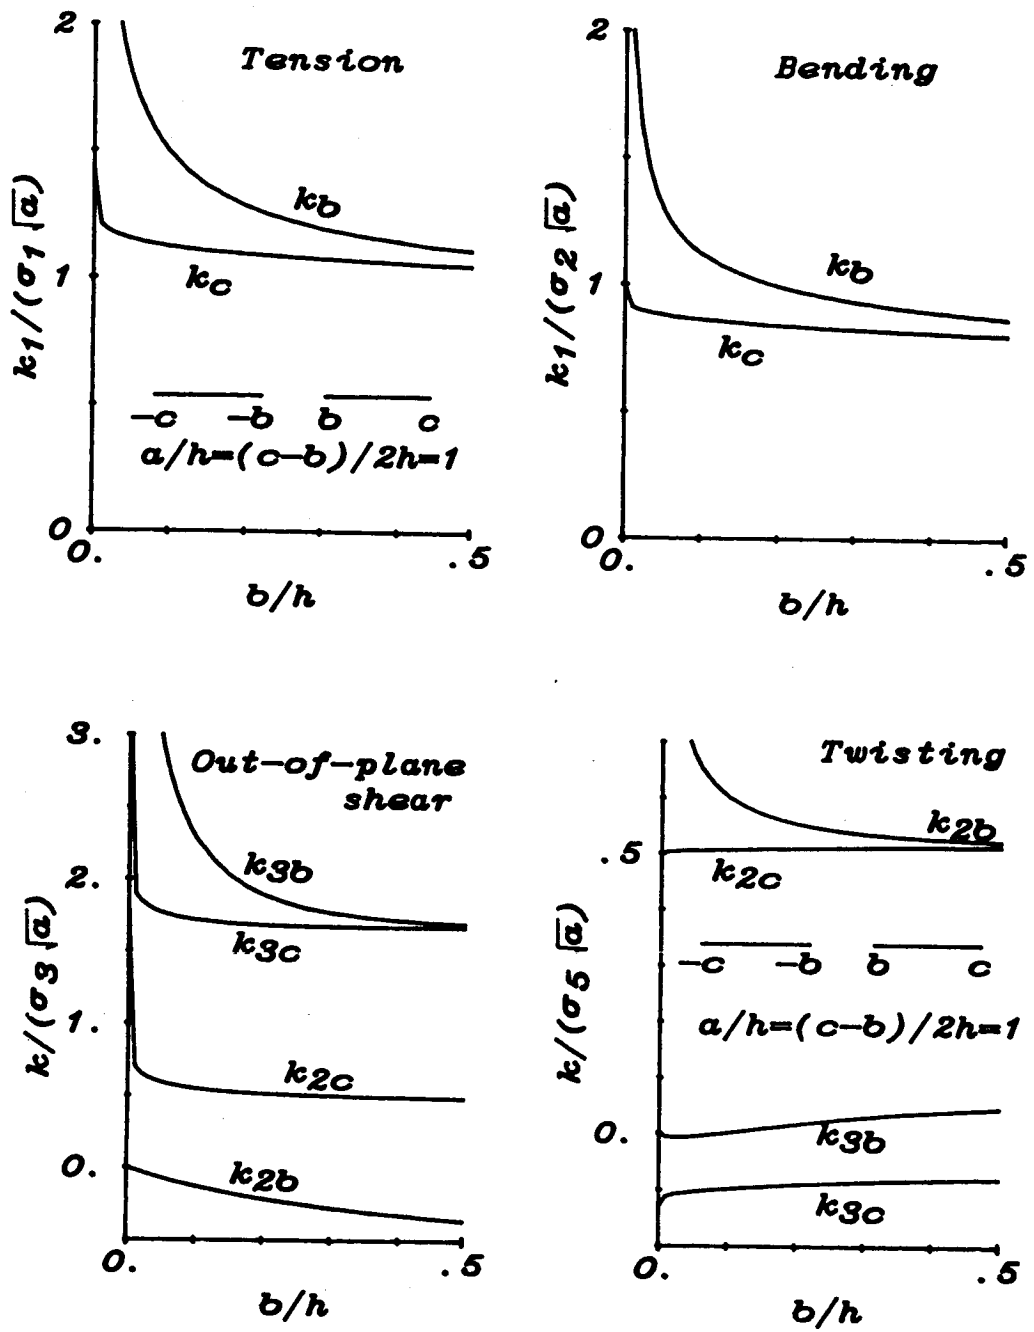 2
Tension
k1/(σ1 √a)
kb
1
kc
-c -b b c
a/h=(c-b)/2h=1
0
0. .5
b/h
2
Bending
k1/(σ2 √a)
kb
1
kc
0
0. .5
b/h
3.
Out-of-plane
shear
k3b
2.
k3c
k/(σ3 √a)
1.
k2c
0.
k2b
0. .5
b/h
Twisting
k2b
.5
k2c
k/(σ5 √a)
-c -b b c
a/h=(c-b)/2h=1
0.
k3b
k3c
0. .5
b/h